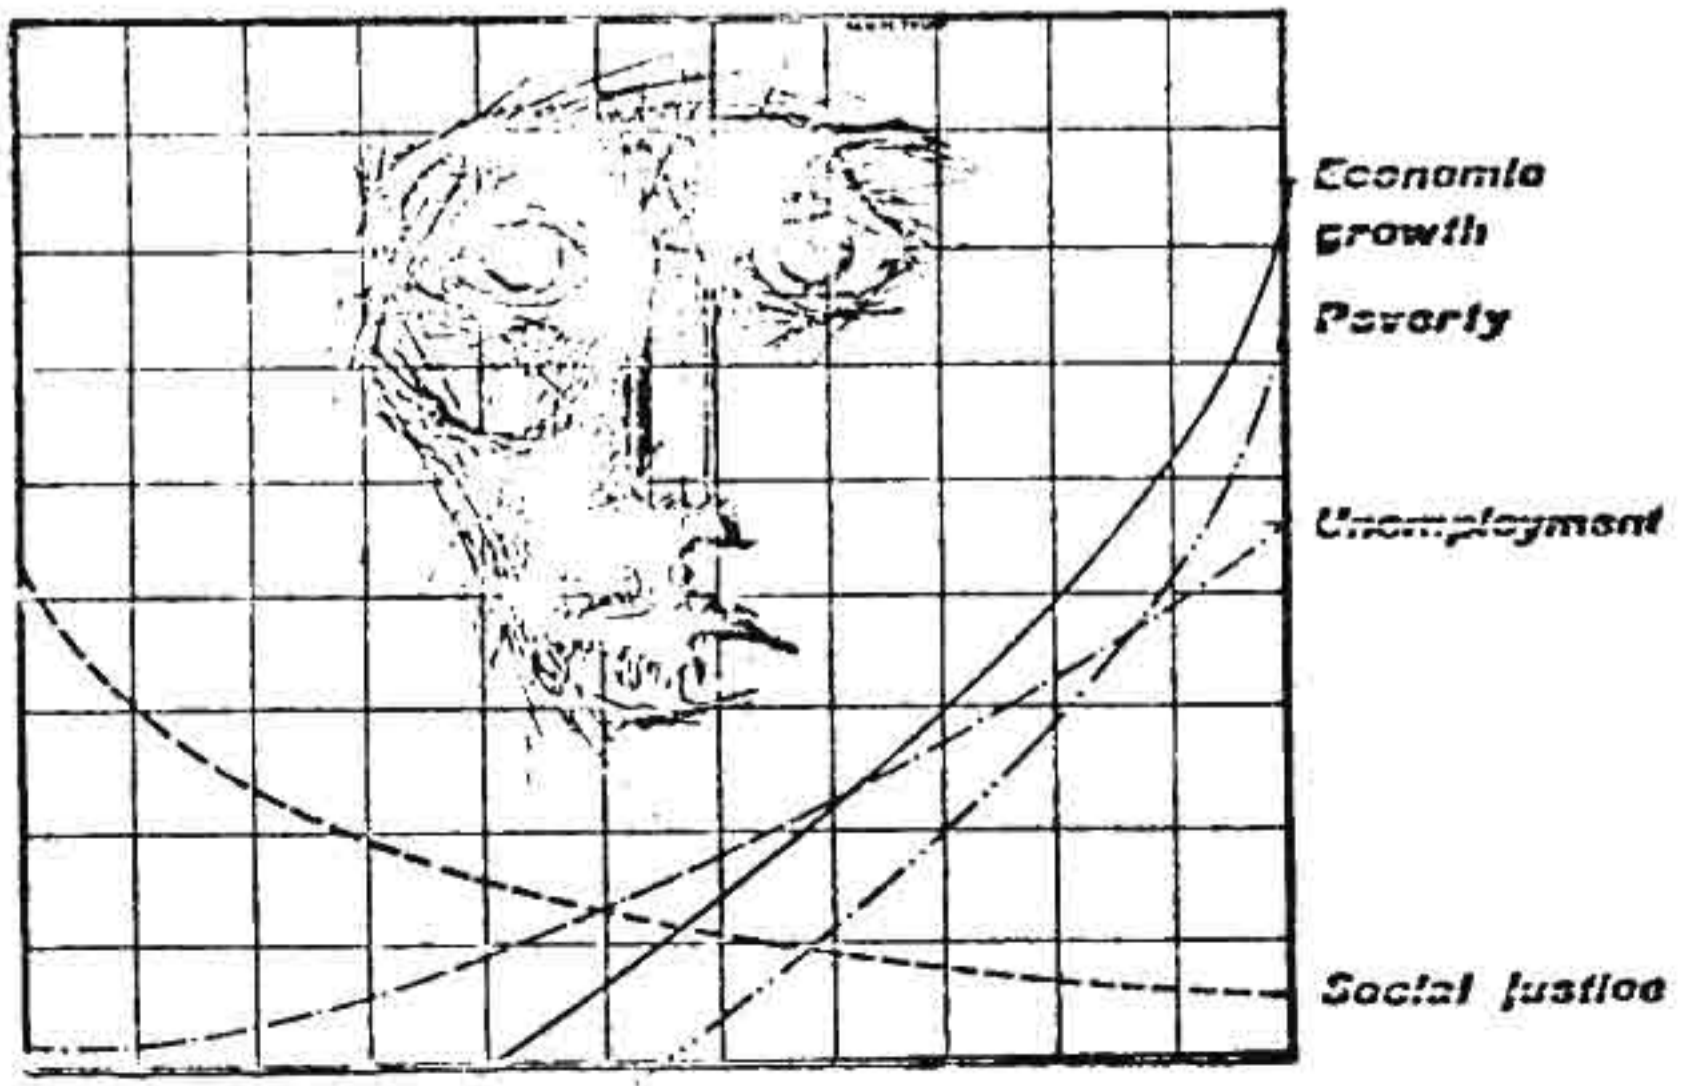 Economic
growth
Poverty
Unemployment
Social justice